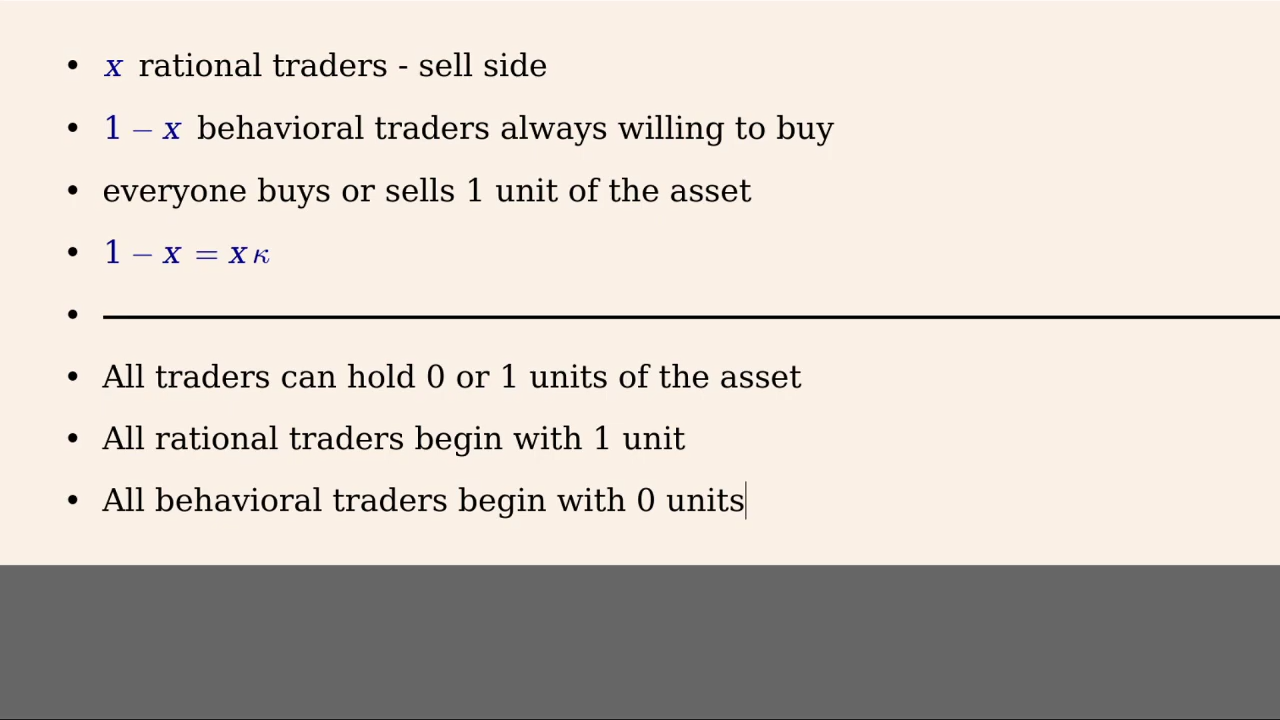 • x rational traders - sell side
• 1 − x behavioral traders always willing to buy
• everyone buys or sells 1 unit of the asset
• 1 − x = x κ
•
• All traders can hold 0 or 1 units of the asset
• All rational traders begin with 1 unit
• All behavioral traders begin with 0 units